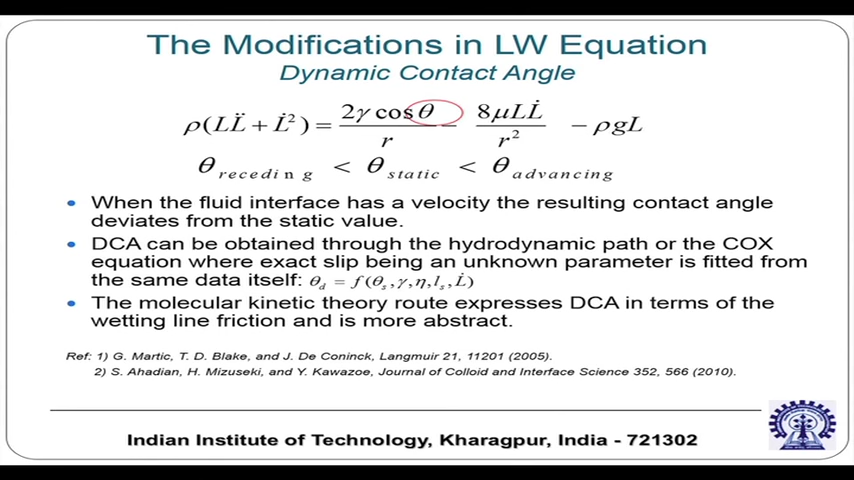 The Modifications in LW Equation
Dynamic Contact Angle
ρ(LL̈ + L̇²) = 2γ cosθ / r − 8μLL̇ / r² − ρgL
θ receding < θ static < θ advancing
• When the fluid interface has a velocity the resulting contact angle
deviates from the static value.
• DCA can be obtained through the hydrodynamic path or the COX
equation where exact slip being an unknown parameter is fitted from
the same data itself: θd = f(θs,γ,η,ls,L̇)
• The molecular kinetic theory route expresses DCA in terms of the
wetting line friction and is more abstract.
Ref: 1) G. Martic, T. D. Blake, and J. De Coninck, Langmuir 21, 11201 (2005).
2) S. Ahadian, H. Mizuseki, and Y. Kawazoe, Journal of Colloid and Interface Science 352, 566 (2010).
Indian Institute of Technology, Kharagpur, India - 721302